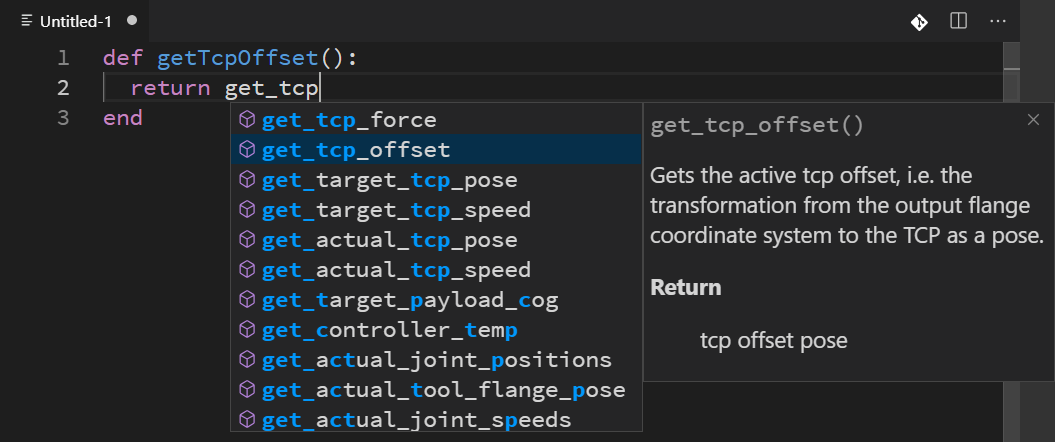 Untitled-1
1 def getTcpOffset():
2 return get_tcp
3 end
get_tcp_force
get_tcp_offset
get_target_tcp_pose
get_target_tcp_speed
get_actual_tcp_pose
get_actual_tcp_speed
get_target_payload_cog
get_controller_temp
get_actual_joint_positions
get_actual_tool_flange_pose
get_actual_joint_speeds
get_tcp_offset()
Gets the active tcp offset, i.e. the
transformation from the output flange
coordinate system to the TCP as a pose.
Return
tcp offset pose